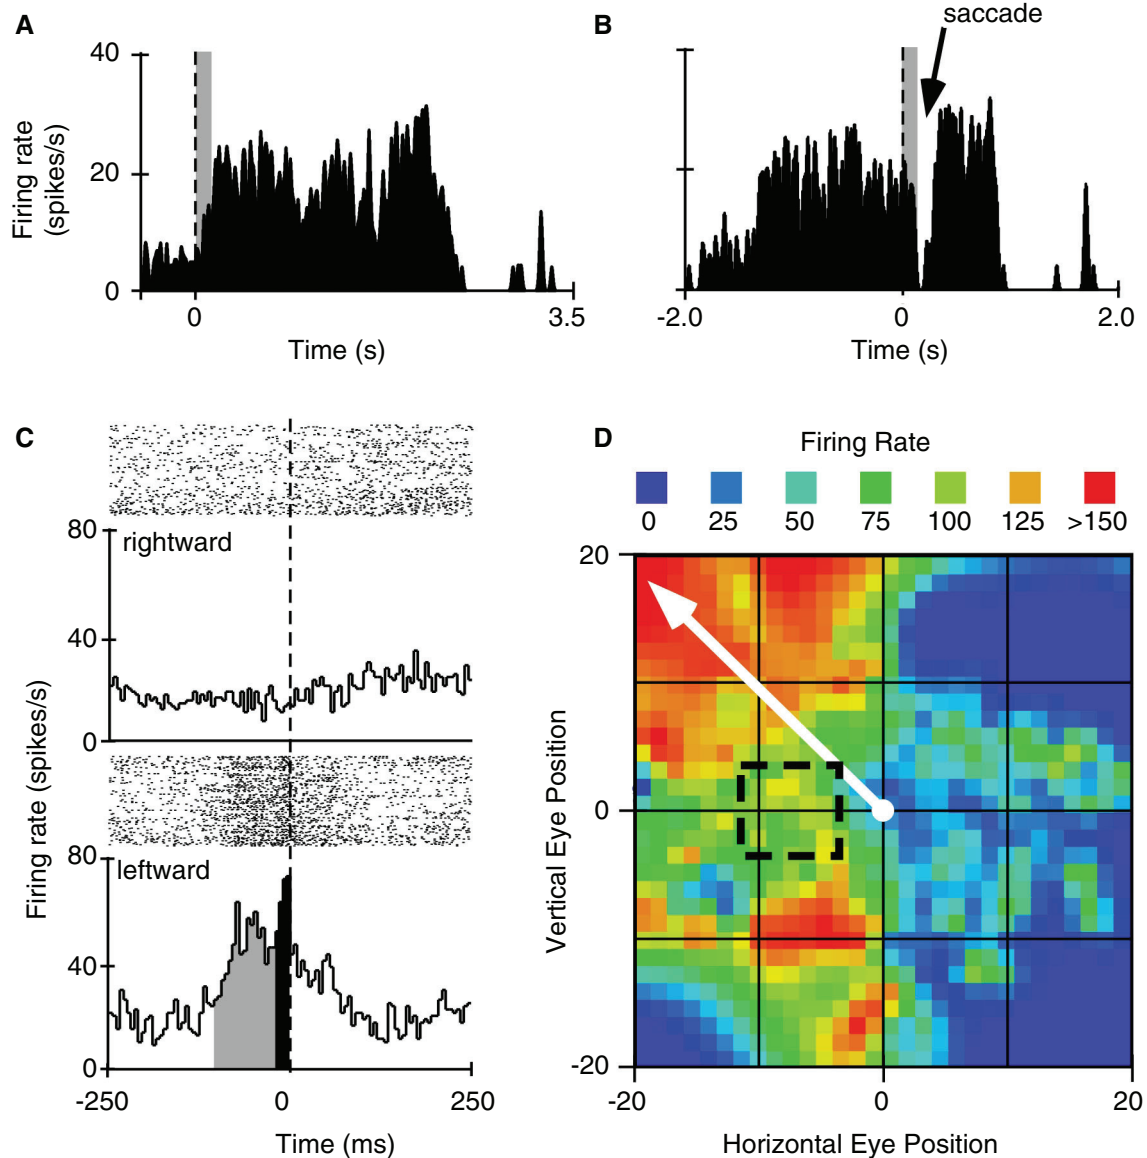 A
40
20
0
Firing rate
(spikes/s)
0
3.5
Time (s)
B
saccade
-2.0
0
2.0
Time (s)
C
80
rightward
40
0
80
leftward
40
0
Firing rate (spikes/s)
-250
0
250
Time (ms)
D
Firing Rate
0 25 50 75 100 125 >150
20
0
-20
Vertical Eye Position
-20
0
20
Horizontal Eye Position